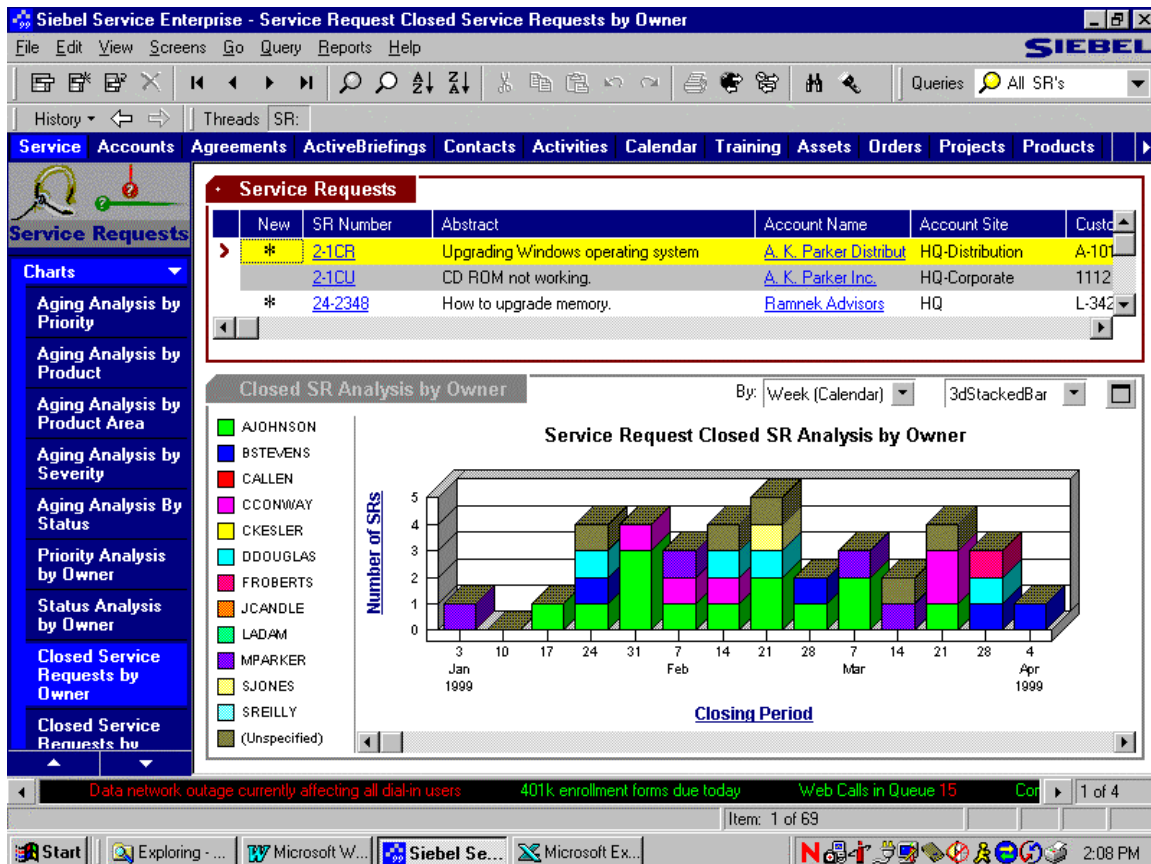 Siebel Service Enterprise - Service Request Closed Service Requests by Owner
File Edit View Screens Go Query Reports Help
SIEBEL
Queries All SR's
History Threads SR:
Service Accounts Agreements ActiveBriefings Contacts Activities Calendar Training Assets Orders Projects Products
Service Requests
Charts
Aging Analysis by
Priority
Aging Analysis by
Product
Aging Analysis by
Product Area
Aging Analysis by
Severity
Aging Analysis By
Status
Priority Analysis
by Owner
Status Analysis
by Owner
Closed Service
Requests by
Owner
Closed Service
Requests by
Service Requests
New SR Number Abstract Account Name Account Site Custo
* 2-1CR Upgrading Windows operating system A. K. Parker Distribut HQ-Distribution A-101
2-1CU CD ROM not working. A. K. Parker Inc. HQ-Corporate 1112
* 24-2348 How to upgrade memory. Ramnek Advisors HQ L-342
Closed SR Analysis by Owner
By: Week (Calendar) 3dStackedBar
AJOHNSON
BSTEVENS
CALLEN
CCONWAY
CKESLER
DDOUGLAS
FROBERTS
JCANDLE
LADAM
MPARKER
SJONES
SREILLY
(Unspecified)
Service Request Closed SR Analysis by Owner
Number of SRs
5
4
3
2
1
0
3 10 17 24 31 7 14 21 28 7 14 21 28 4
Jan Feb Mar Apr
1999 1999
Closing Period
Data network outage currently affecting all dial-in users 401k enrollment forms due today Web Calls in Queue 15 Cor 1 of 4
Item: 1 of 69
Start Exploring - ... Microsoft W... Siebel Se... Microsoft Ex... 2:08 PM